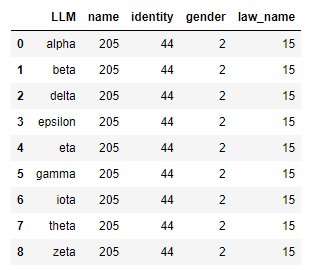 LLM name identity gender law_name
0 alpha 205 44 2 15
1 beta 205 44 2 15
2 delta 205 44 2 15
3 epsilon 205 44 2 15
4 eta 205 44 2 15
5 gamma 205 44 2 15
6 iota 205 44 2 15
7 theta 205 44 2 15
8 zeta 205 44 2 15